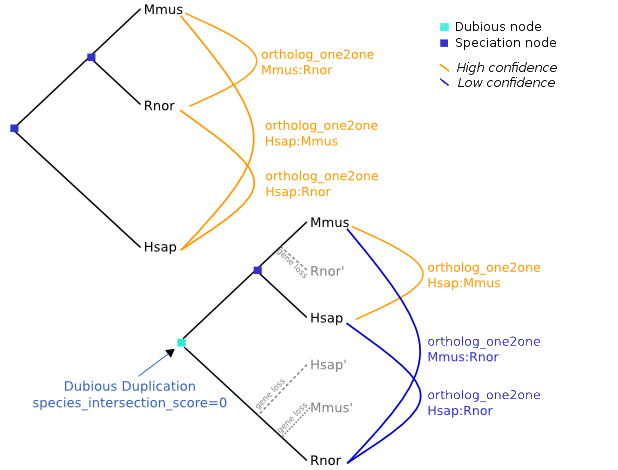 Mmus
Dubious node
Speciation node
ortholog_one2one
Mmus:Rnor
High confidence
Low confidence
Rnor
ortholog_one2one
Hsap:Mmus
ortholog_one2one
Hsap:Rnor
Hsap
Mmus
gene loss
Rnor'
ortholog_one2one
Hsap:Mmus
Hsap
ortholog_one2one
Mmus:Rnor
Hsap'
gene loss
Dubious Duplication
species_intersection_score=0
Mmus'
gene loss
ortholog_one2one
Hsap:Rnor
Rnor